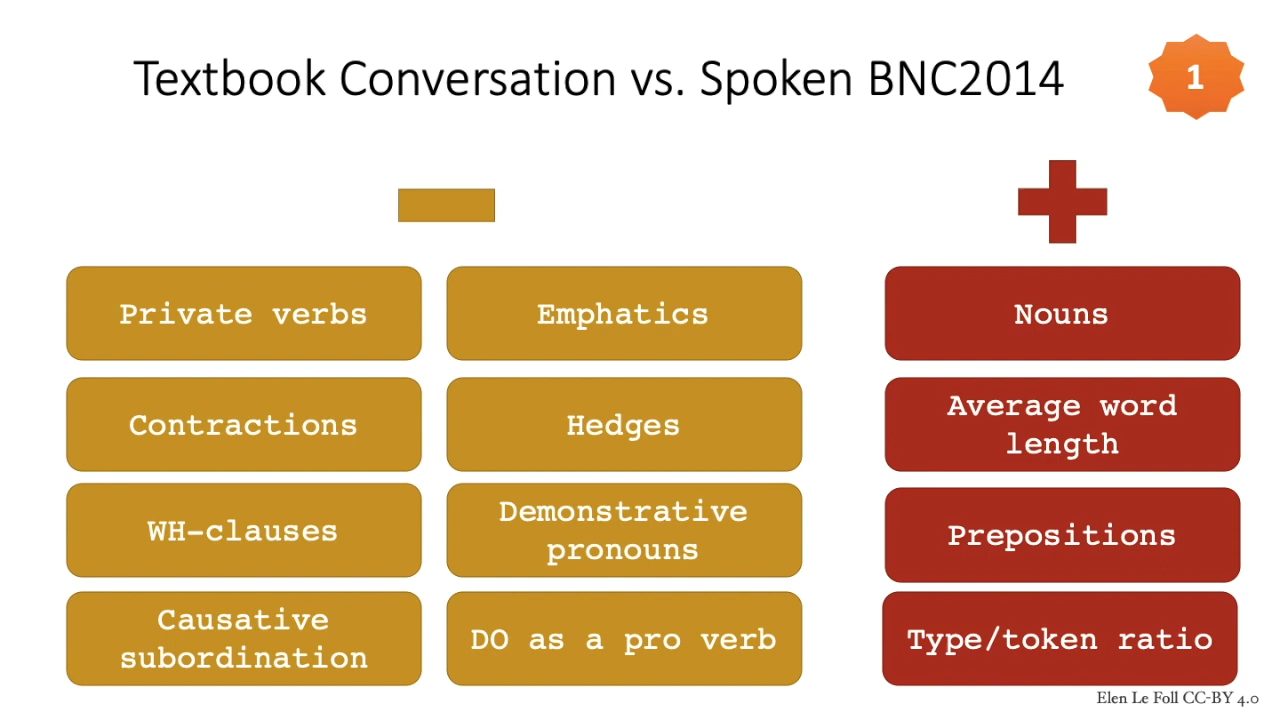 Textbook Conversation vs. Spoken BNC2014
1
Private verbs
Emphatics
Nouns
Contractions
Hedges
Average word
length
WH-clauses
Demonstrative
pronouns
Prepositions
Causative
subordination
DO as a pro verb
Type/token ratio
Elen Le Foll CC-BY 4.0